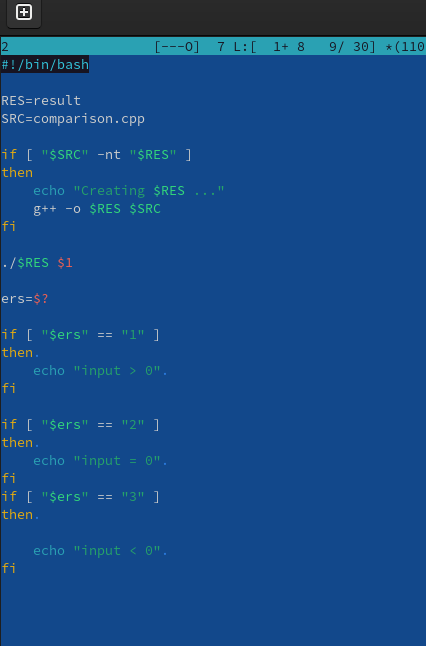 2 [---O] 7 L:[ 1+ 8 9/ 30] *(110
#!/bin/bash
RES=result
SRC=comparison.cpp
if [ "$SRC" -nt "$RES" ]
then
echo "Creating $RES ..."
g++ -o $RES $SRC
fi
./$RES $1
ers=$?
if [ "$ers" == "1" ]
then.
echo "input > 0".
fi
if [ "$ers" == "2" ]
then.
echo "input = 0".
fi
if [ "$ers" == "3" ]
then.
echo "input < 0".
fi